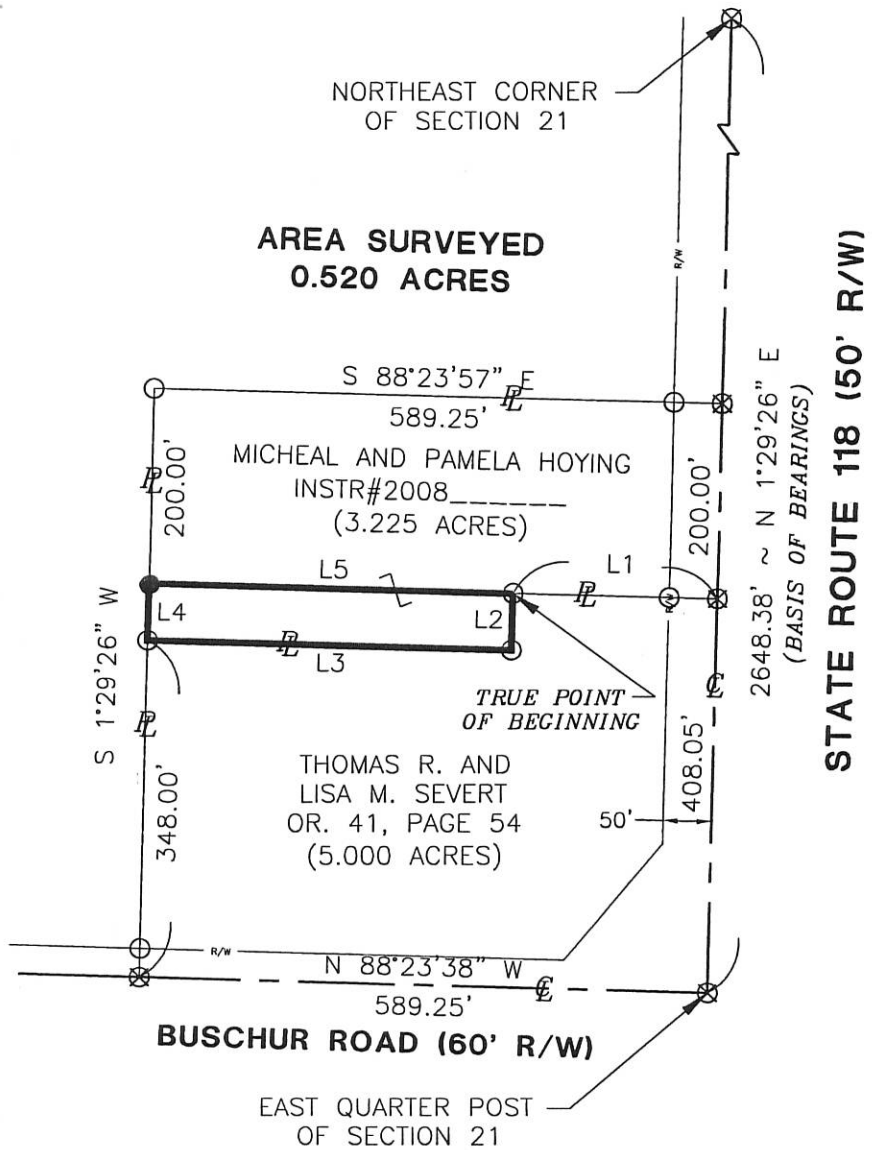 NORTHEAST CORNER
OF SECTION 21
AREA SURVEYED
0.520 ACRES
R/W
S 88°23'57" E
PL
589.25'
MICHEAL AND PAMELA HOYING
INSTR#2008_______
(3.225 ACRES)
PL
200.00'
200.00'
2648.38' ~ N 1°29'26" E
(BASIS OF BEARINGS)
STATE ROUTE 118 (50' R/W)
L5
L1
PL
R/W
L4
L2
PL
L3
S 1°29'26" W
PL
TRUE POINT
OF BEGINNING
CL
348.00'
THOMAS R. AND
LISA M. SEVERT
OR. 41, PAGE 54
(5.000 ACRES)
50'
408.05'
R/W
N 88°23'38" W
CL
589.25'
BUSCHUR ROAD (60' R/W)
EAST QUARTER POST
OF SECTION 21